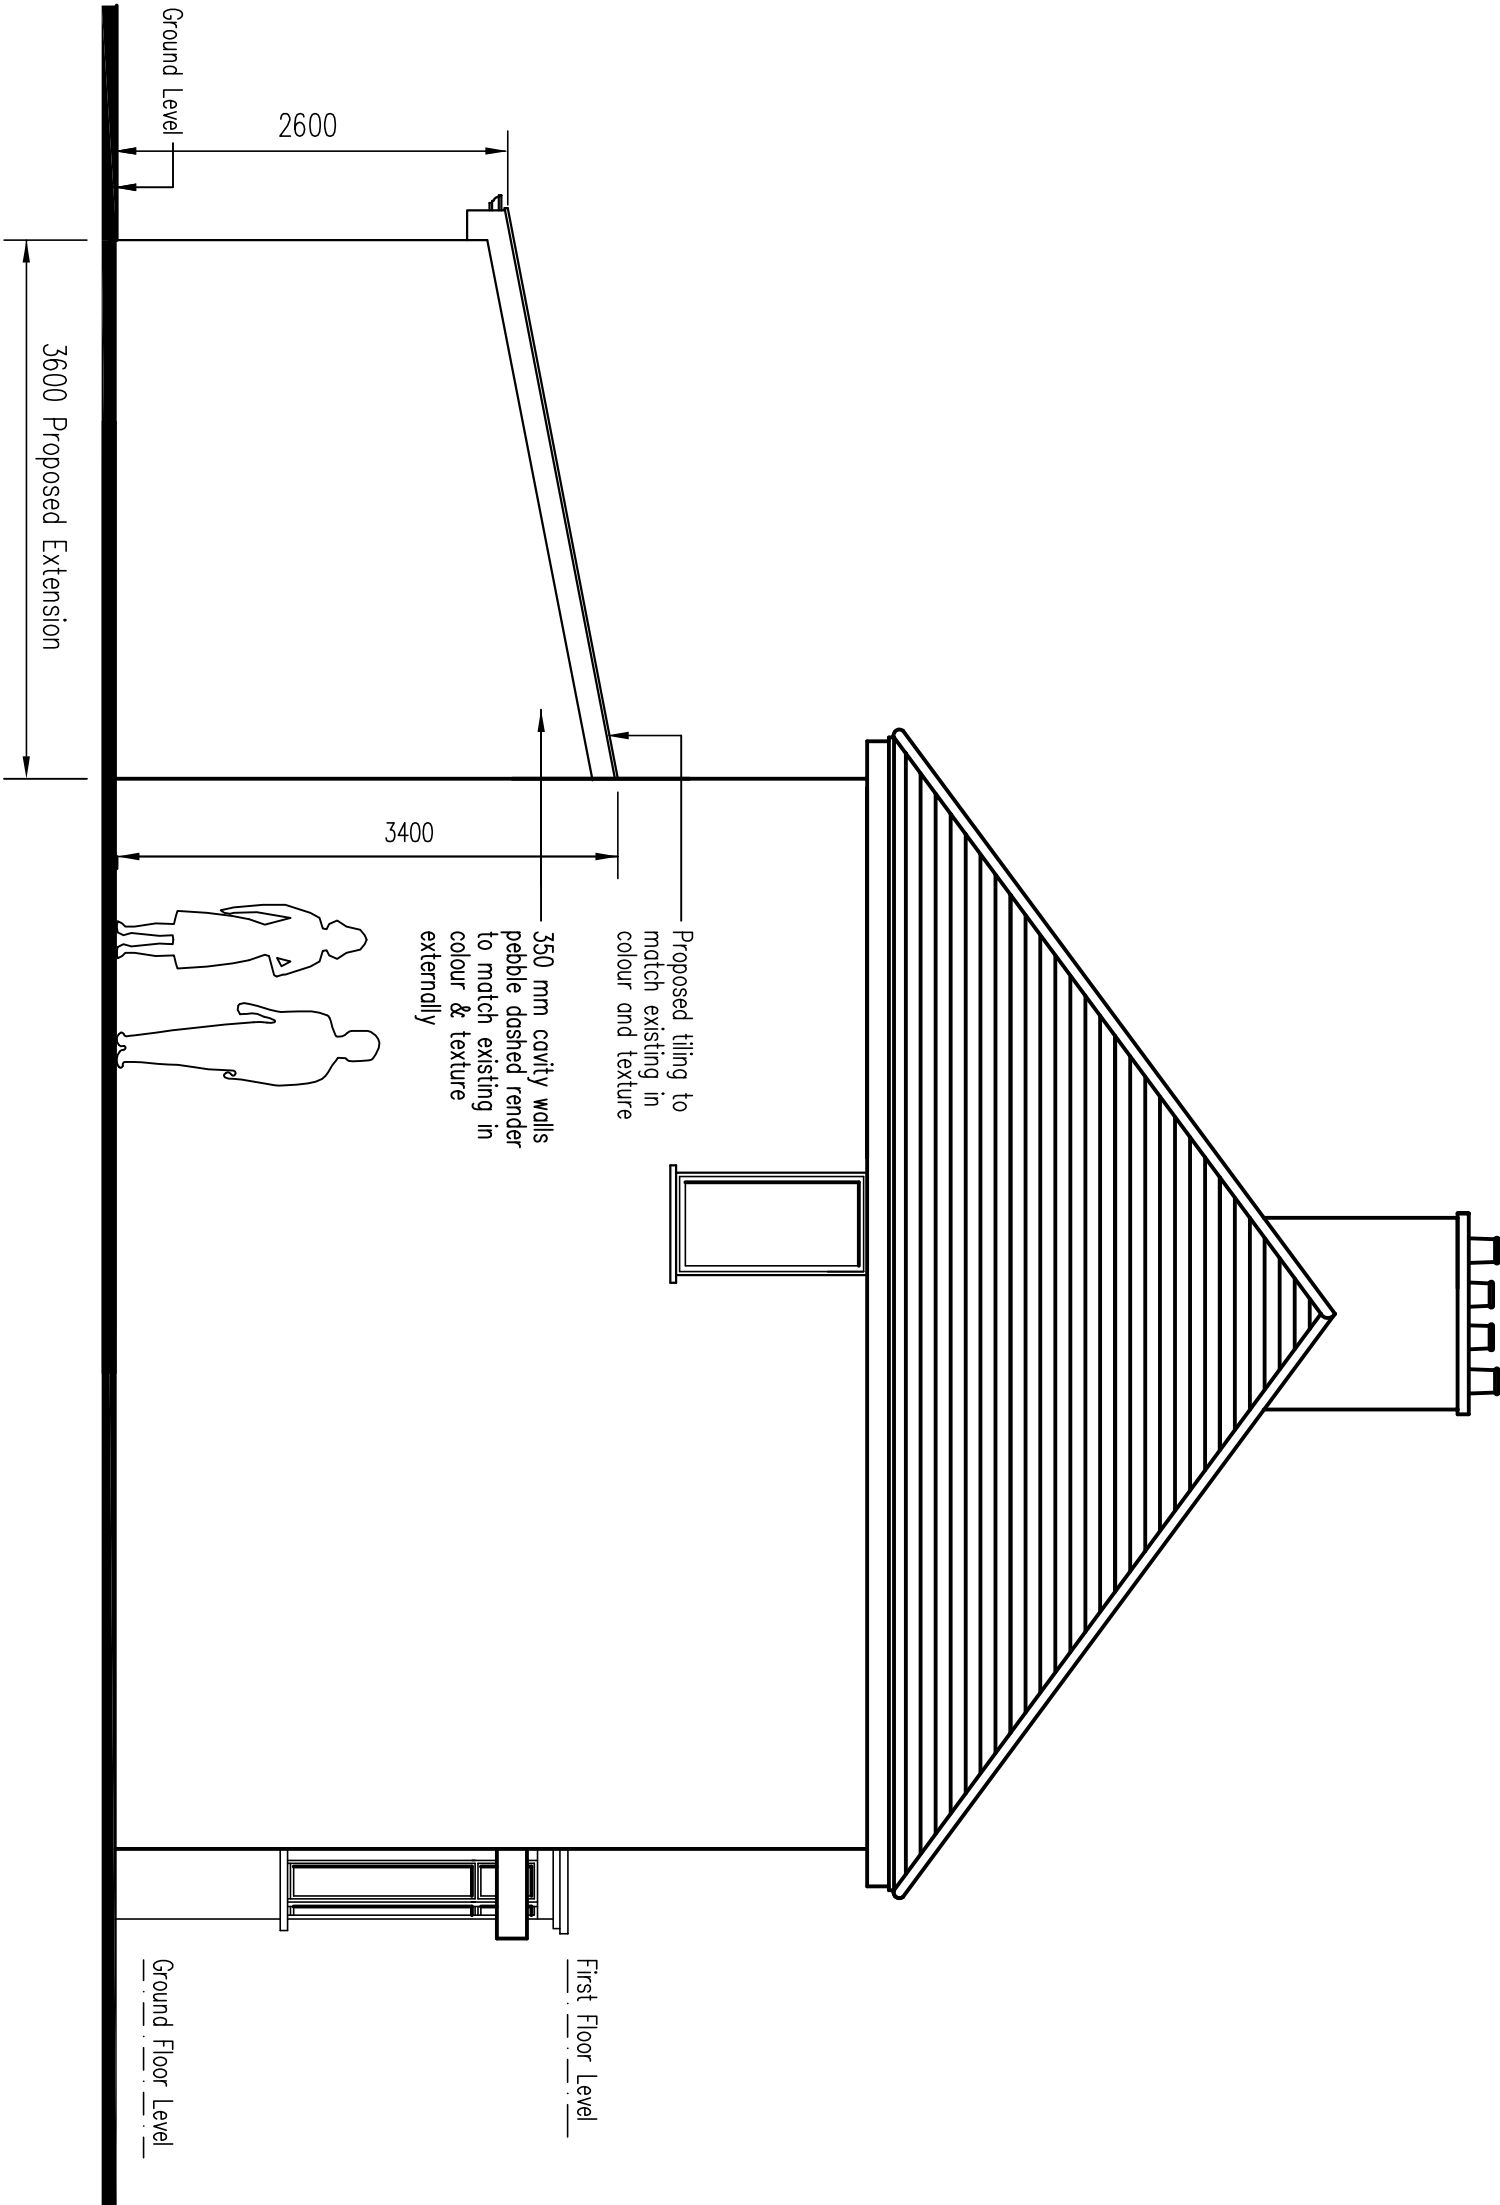 Proposed tiling to
match existing in
colour and texture
350 mm cavity walls
pebble dashed render
to match existing in
colour & texture
externally
First Floor Level
Ground Floor Level
2600
3400
Ground Level
3600 Proposed Extension